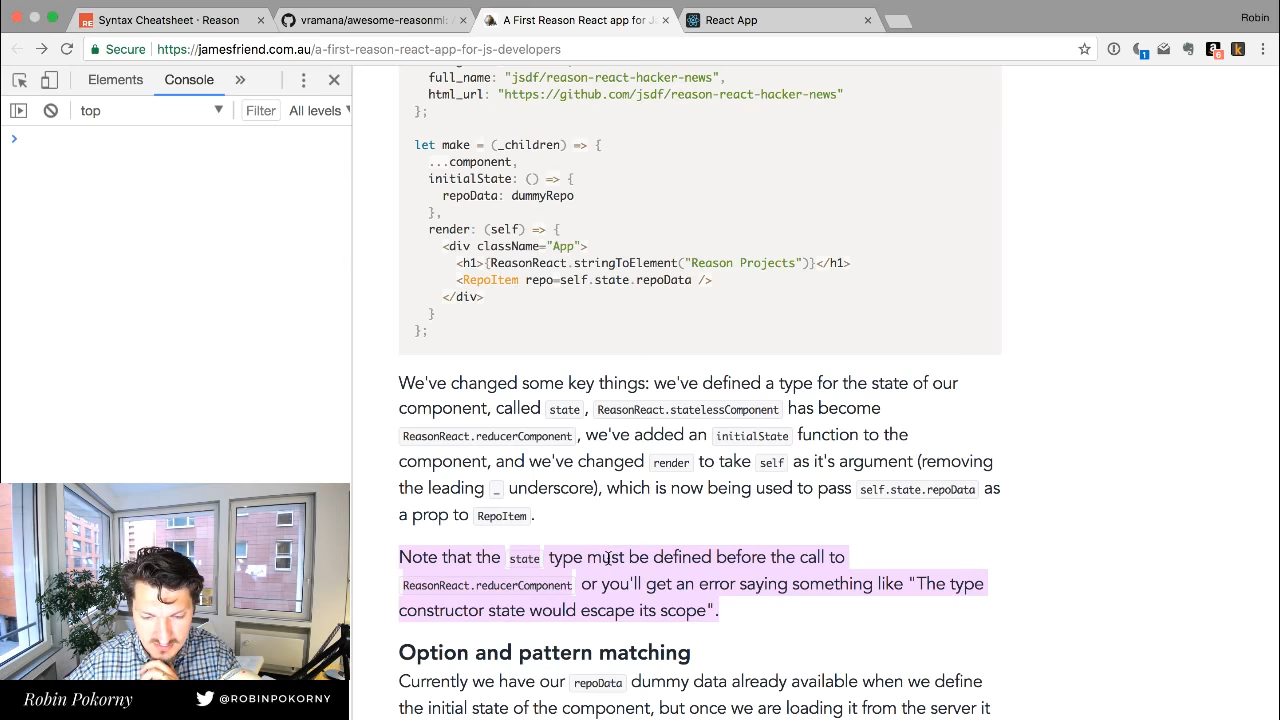 Syntax Cheatsheet · Reason
vramana/awesome-reasonml:
A First Reason React app for Ja
React App
Robin
Secure
https://jamesfriend.com.au/a-first-reason-react-app-for-js-developers
1
6
Elements
Console
top
Filter
All levels
full_name: "jsdf/reason-react-hacker-news",
html_url: "https://github.com/jsdf/reason-react-hacker-news"
};
let make = (_children) => {
...component,
initialState: () => {
repoData: dummyRepo
},
render: (self) => {
<div className="App">
<h1>{ReasonReact.stringToElement("Reason Projects")}</h1>
<RepoItem repo=self.state.repoData />
</div>
}
};
We've changed some key things: we've defined a type for the state of our
component, called state, ReasonReact.statelessComponent has become
ReasonReact.reducerComponent, we've added an initialState function to the
component, and we've changed render to take self as it's argument (removing
the leading _ underscore), which is now being used to pass self.state.repoData as
a prop to RepoItem.
Note that the state type must be defined before the call to
ReasonReact.reducerComponent or you'll get an error saying something like "The type
constructor state would escape its scope".
Option and pattern matching
Currently we have our repoData dummy data already available when we define
the initial state of the component, but once we are loading it from the server it
Robin Pokorny
@ROBINPOKORNY